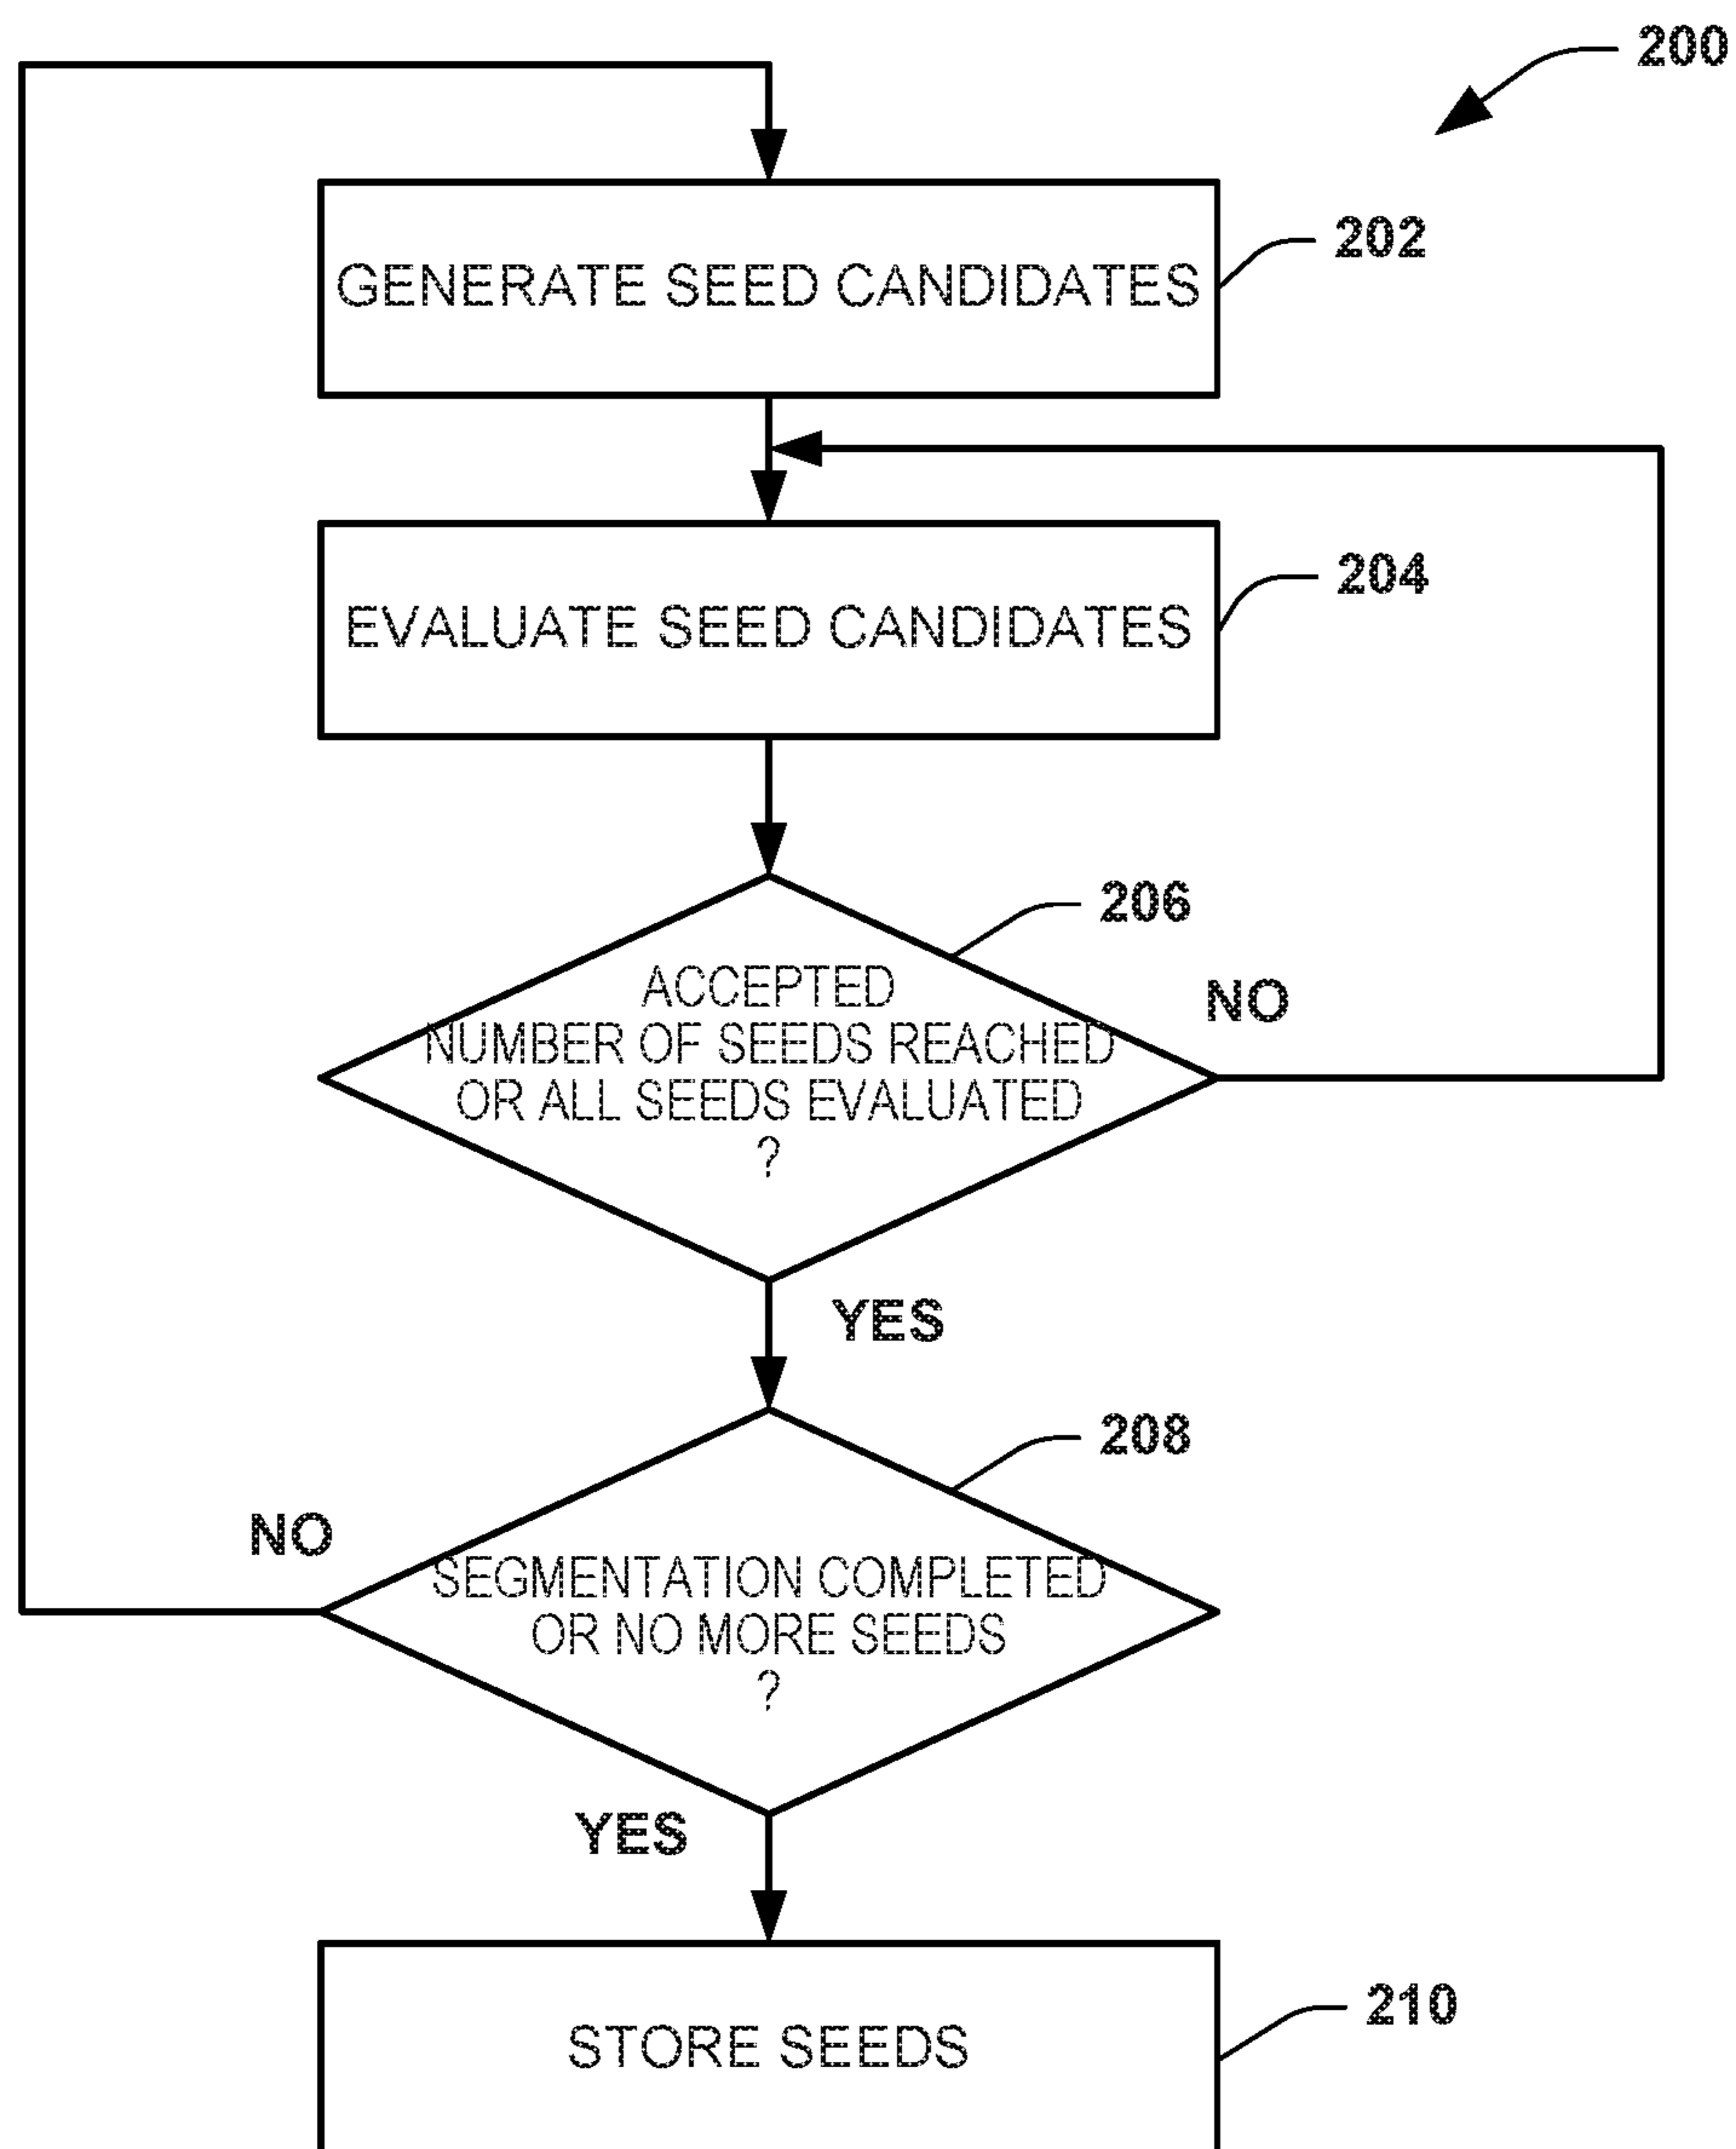 200
GENERATE SEED CANDIDATES
202
EVALUATE SEED CANDIDATES
204
206
ACCEPTED
NUMBER OF SEEDS REACHED
OR ALL SEEDS EVALUATED
?
NO
YES
208
NO
SEGMENTATION COMPLETED
OR NO MORE SEEDS
?
YES
STORE SEEDS
210